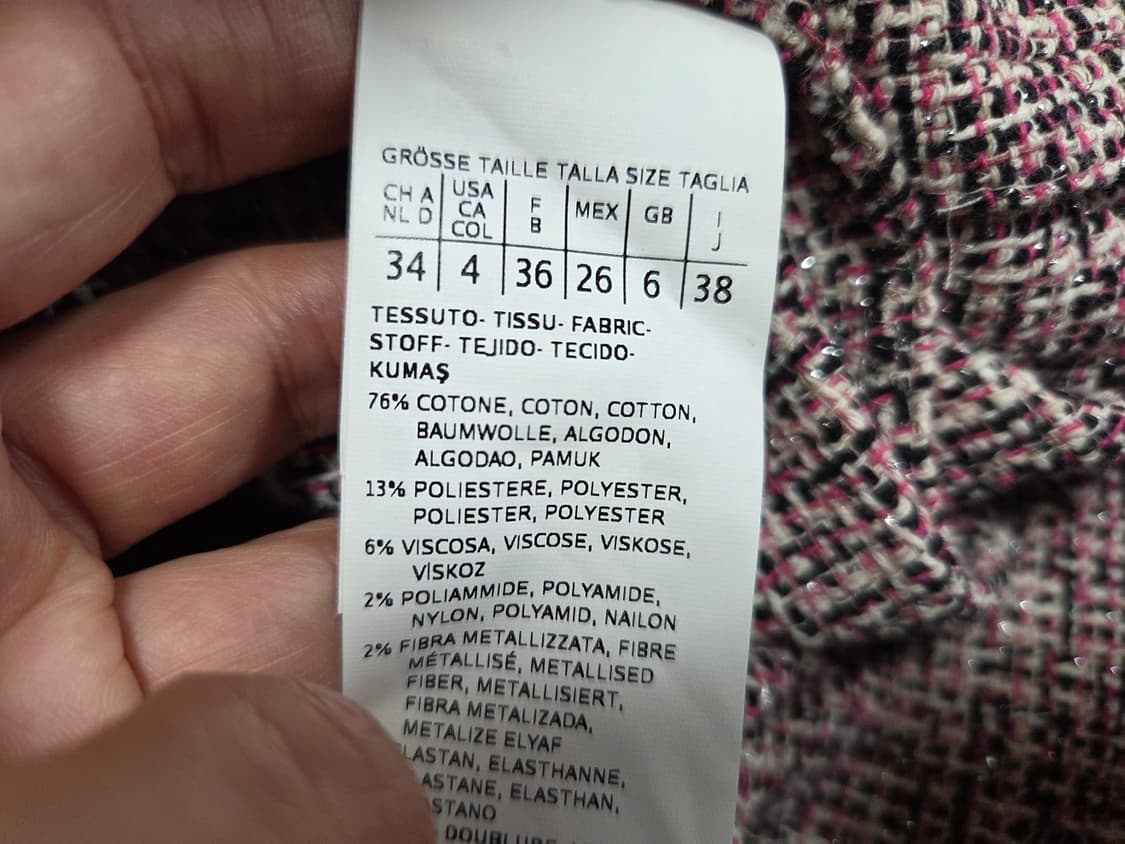 GRÖSSE TAILLE TALLA SIZE TAGLIA
CH A NL D USA CA COL F B MEX GB I J
34 4 36 26 6 38
TESSUTO- TISSU- FABRIC-
STOFF- TEJIDO- TECIDO-
KUMAŞ
76% COTONE, COTON, COTTON,
BAUMWOLLE, ALGODON,
ALGODAO, PAMUK
13% POLIESTERE, POLYESTER,
POLIESTER, POLYESTER
6% VISCOSA, VISCOSE, VISKOSE,
VİSKOZ
2% POLIAMMIDE, POLYAMIDE,
NYLON, POLYAMID, NAILON
2% FIBRA METALLIZZATA, FIBRE
MÉTALLISÉ, METALLISED
FIBER, METALLISIERT,
FIBRA METALIZADA,
METALIZE ELYAF
LASTAN, ELASTHANNE,
ASTANE, ELASTHAN,
STANO
DOUBLURE